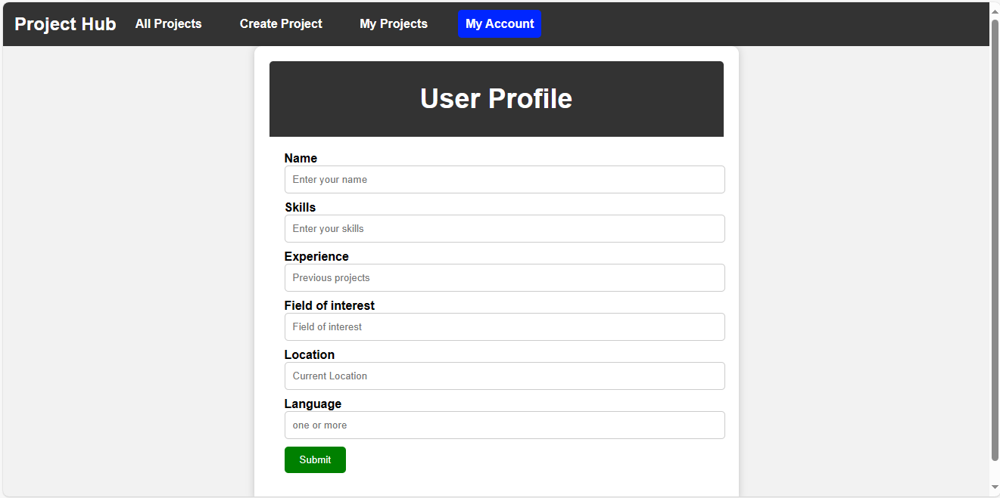 Project Hub All Projects Create Project My Projects My Account
User Profile
Name
Enter your name
Skills
Enter your skills
Experience
Previous projects
Field of interest
Field of interest
Location
Current Location
Language
one or more
Submit